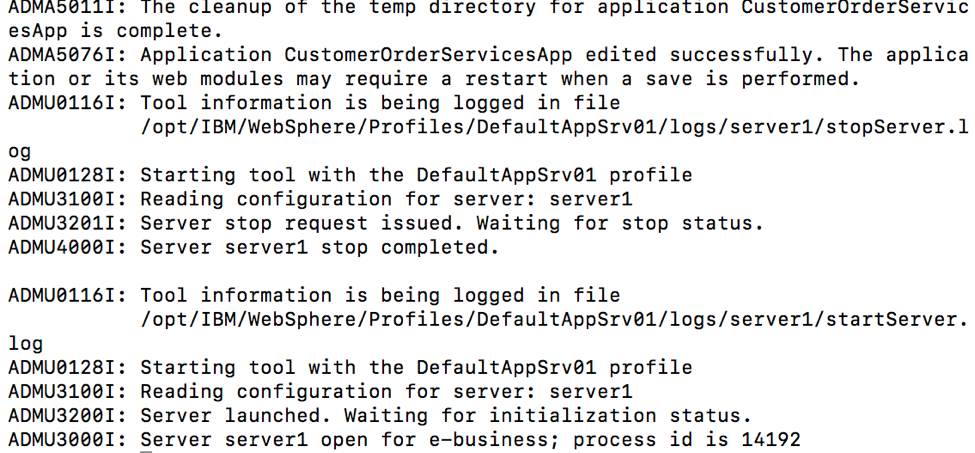 ADMA5011I: The cleanup of the temp directory for application CustomerOrderServic
esApp is complete.
ADMA5076I: Application CustomerOrderServicesApp edited successfully. The applica
tion or its web modules may require a restart when a save is performed.
ADMU0116I: Tool information is being logged in file
/opt/IBM/WebSphere/Profiles/DefaultAppSrv01/logs/server1/stopServer.l
og
ADMU0128I: Starting tool with the DefaultAppSrv01 profile
ADMU3100I: Reading configuration for server: server1
ADMU3201I: Server stop request issued. Waiting for stop status.
ADMU4000I: Server server1 stop completed.
ADMU0116I: Tool information is being logged in file
/opt/IBM/WebSphere/Profiles/DefaultAppSrv01/logs/server1/startServer.
log
ADMU0128I: Starting tool with the DefaultAppSrv01 profile
ADMU3100I: Reading configuration for server: server1
ADMU3200I: Server launched. Waiting for initialization status.
ADMU3000I: Server server1 open for e-business; process id is 14192